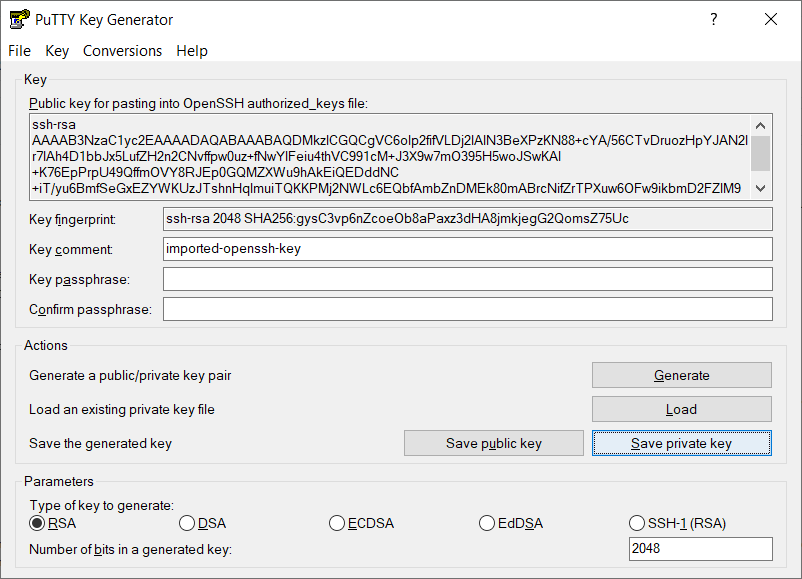 PuTTY Key Generator
?
File Key Conversions Help
Key
Public key for pasting into OpenSSH authorized_keys file:
ssh-rsa
AAAAB3NzaC1yc2EAAAADAQABAAABAQDMkzlCGQCgVC6oIp2fifVLDj2lAIN3BeXPzKN88+cYA/56CTvDruozHpYJAN2I
r7lAh4D1bbJx5LufZH2n2CNvffpw0uz+fNwYlFeiu4thVC991cM+J3X9w7mO395H5woJSwKAI
+K76EpPrpU49QffmOVY8RJEp0GQMZXWu9hAkEiQEDddNC
+iT/yu6BmfSeGxEZYWKUzJTshnHqlmuiTQKKPMj2NWLc6EQbfAmbZnDMEk80mABrcNifZrTPXuw6OFw9ikbmD2FZlM9
Key fingerprint:
ssh-rsa 2048 SHA256:gysC3vp6nZcoeOb8aPaxz3dHA8jmkjegG2QomsZ75Uc
Key comment:
imported-openssh-key
Key passphrase:
Confirm passphrase:
Actions
Generate a public/private key pair
Generate
Load an existing private key file
Load
Save the generated key
Save public key
Save private key
Parameters
Type of key to generate:
RSA DSA ECDSA EdDSA SSH-1 (RSA)
Number of bits in a generated key:
2048